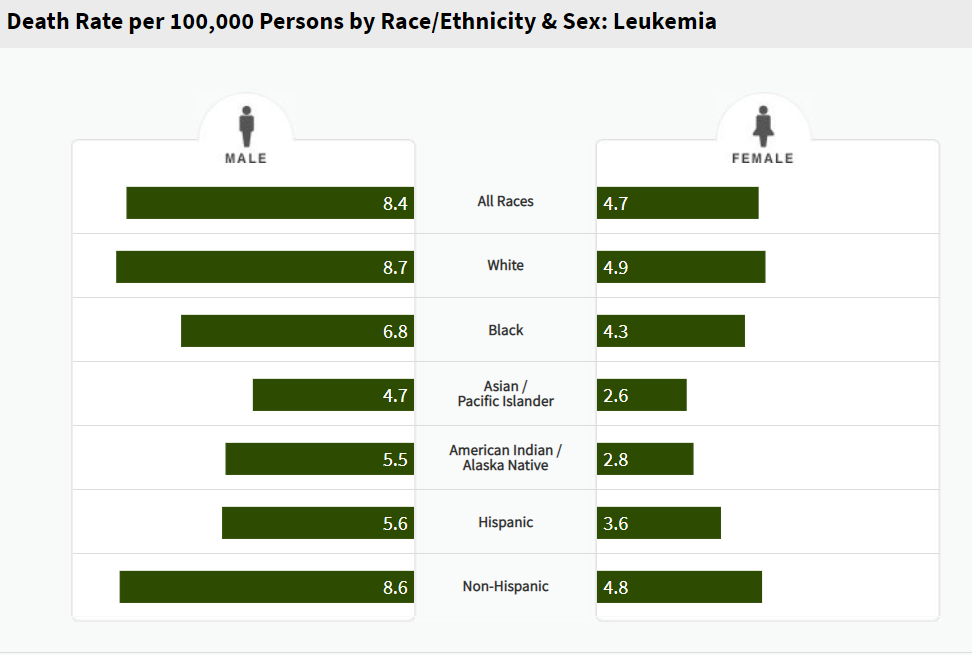 Death Rate per 100,000 Persons by Race/Ethnicity & Sex: Leukemia
MALE
FEMALE
8.4 All Races 4.7
8.7 White 4.9
6.8 Black 4.3
4.7 Asian / Pacific Islander 2.6
5.5 American Indian / Alaska Native 2.8
5.6 Hispanic 3.6
8.6 Non-Hispanic 4.8